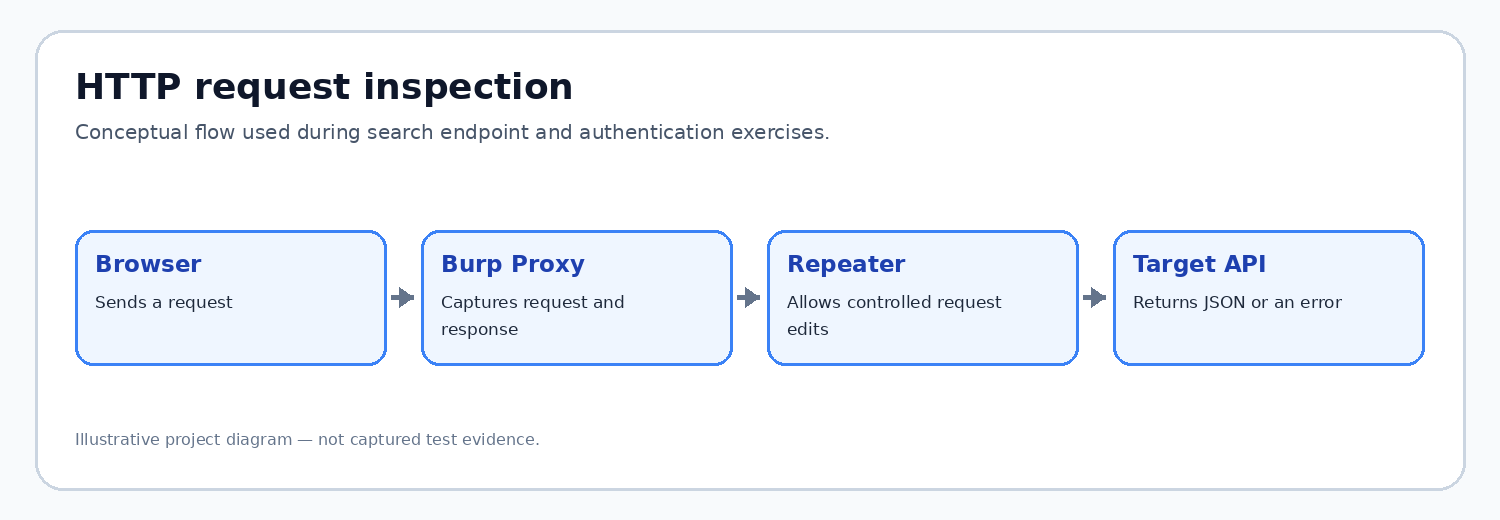 HTTP request inspection
Conceptual flow used during search endpoint and authentication exercises.
Browser
Sends a request
Burp Proxy
Captures request and
response
Repeater
Allows controlled request
edits
Target API
Returns JSON or an error
Illustrative project diagram — not captured test evidence.